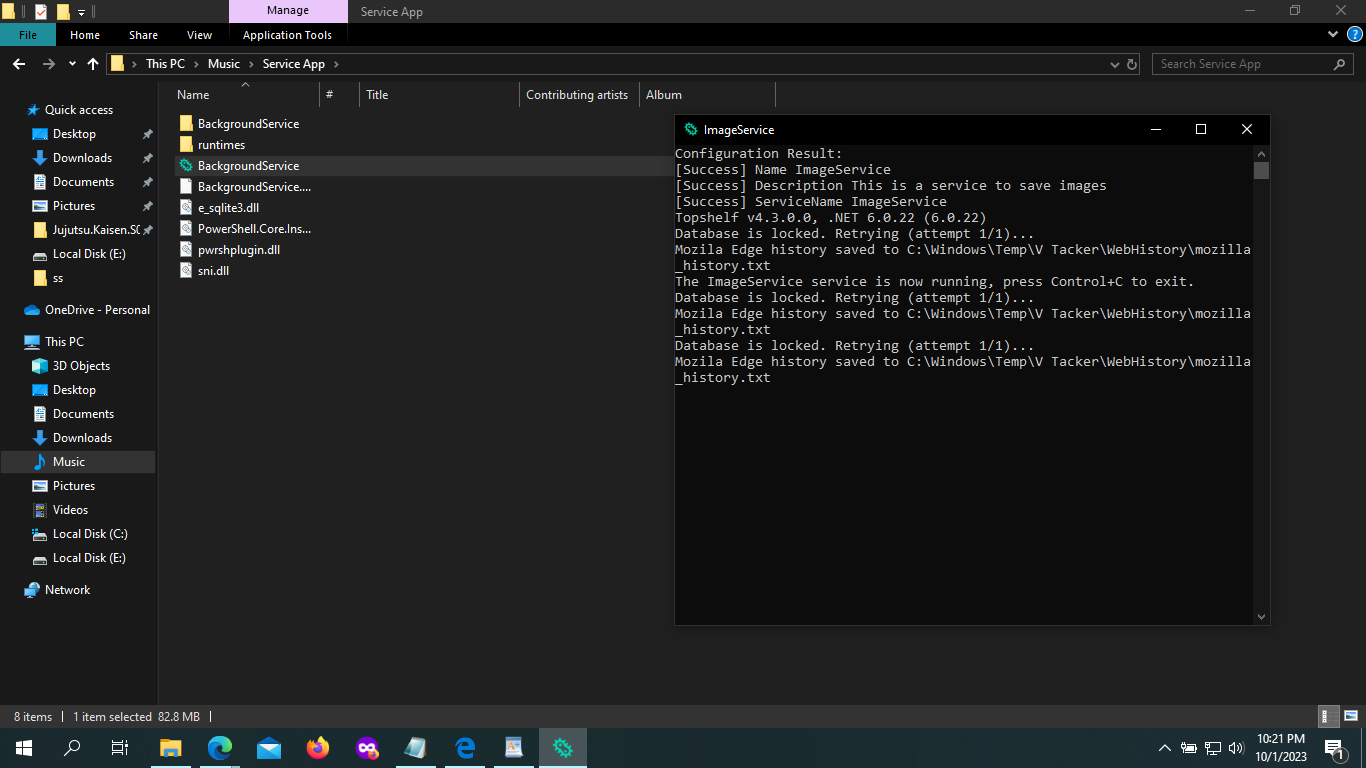 Manage
Service App
File
Home
Share
View
Application Tools
This PC
Music
Service App
Search Service App
Name
#
Title
Contributing artists
Album
Quick access
Desktop
Downloads
Documents
Pictures
Jujutsu.Kaisen.S0
Local Disk (E:)
ss
OneDrive - Personal
This PC
3D Objects
Desktop
Documents
Downloads
Music
Pictures
Videos
Local Disk (C:)
Local Disk (E:)
Network
BackgroundService
runtimes
BackgroundService
BackgroundService....
e_sqlite3.dll
PowerShell.Core.Ins...
pwrshplugin.dll
sni.dll
ImageService
Configuration Result:
[Success] Name ImageService
[Success] Description This is a service to save images
[Success] ServiceName ImageService
Topshelf v4.3.0.0, .NET 6.0.22 (6.0.22)
Database is locked. Retrying (attempt 1/1)...
Mozila Edge history saved to C:\Windows\Temp\V Tacker\WebHistory\mozilla
_history.txt
The ImageService service is now running, press Control+C to exit.
Database is locked. Retrying (attempt 1/1)...
Mozila Edge history saved to C:\Windows\Temp\V Tacker\WebHistory\mozilla
_history.txt
Database is locked. Retrying (attempt 1/1)...
Mozila Edge history saved to C:\Windows\Temp\V Tacker\WebHistory\mozilla
_history.txt
8 items
1 item selected 82.8 MB
10:21 PM
10/1/2023
1